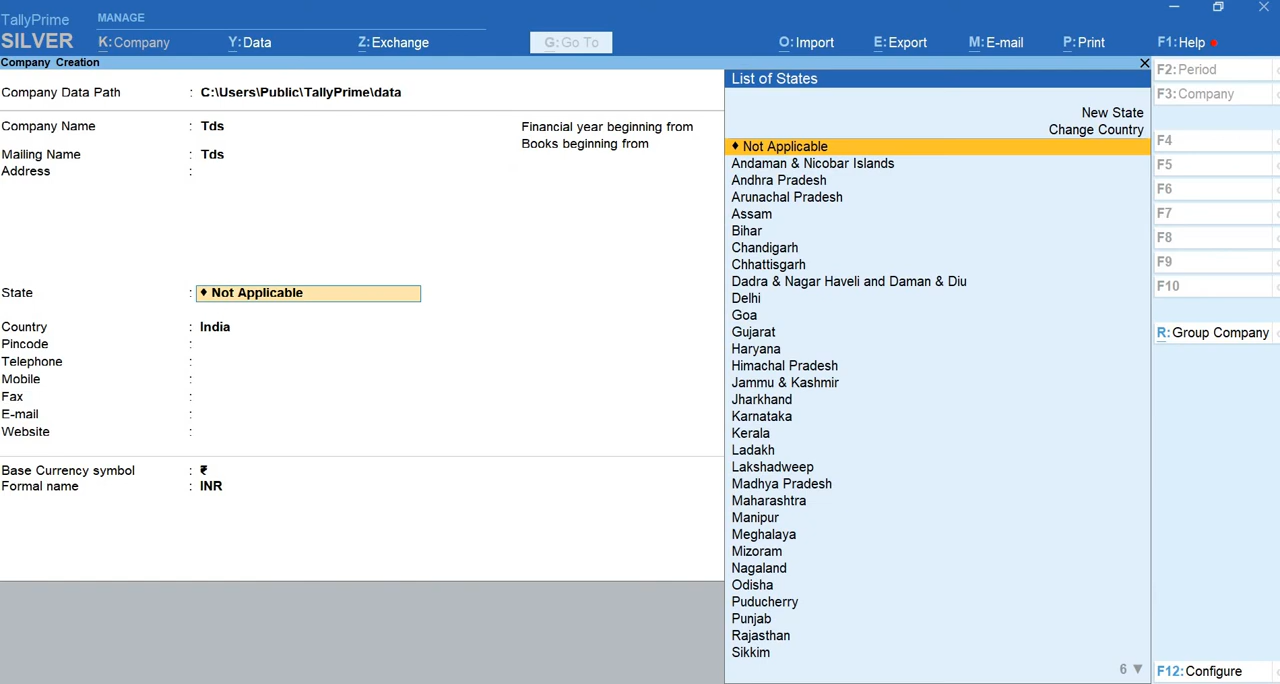 TallyPrime
MANAGE
SILVER
K:Company
Y:Data
Z:Exchange
G:Go To
O:Import
E:Export
M:E-mail
P:Print
F1:Help
Company Creation
Company Data Path : C:\Users\Public\TallyPrime\data
Company Name : Tds
Financial year beginning from
Books beginning from
Mailing Name : Tds
Address :
State : ♦ Not Applicable
Country : India
Pincode :
Telephone :
Mobile :
Fax :
E-mail :
Website :
Base Currency symbol : ₹
Formal name : INR
List of States
New State
Change Country
♦ Not Applicable
Andaman & Nicobar Islands
Andhra Pradesh
Arunachal Pradesh
Assam
Bihar
Chandigarh
Chhattisgarh
Dadra & Nagar Haveli and Daman & Diu
Delhi
Goa
Gujarat
Haryana
Himachal Pradesh
Jammu & Kashmir
Jharkhand
Karnataka
Kerala
Ladakh
Lakshadweep
Madhya Pradesh
Maharashtra
Manipur
Meghalaya
Mizoram
Nagaland
Odisha
Puducherry
Punjab
Rajasthan
Sikkim
6 ▼
F2:Period
F3:Company
F4
F5
F6
F7
F8
F9
F10
R:Group Company
F12:Configure